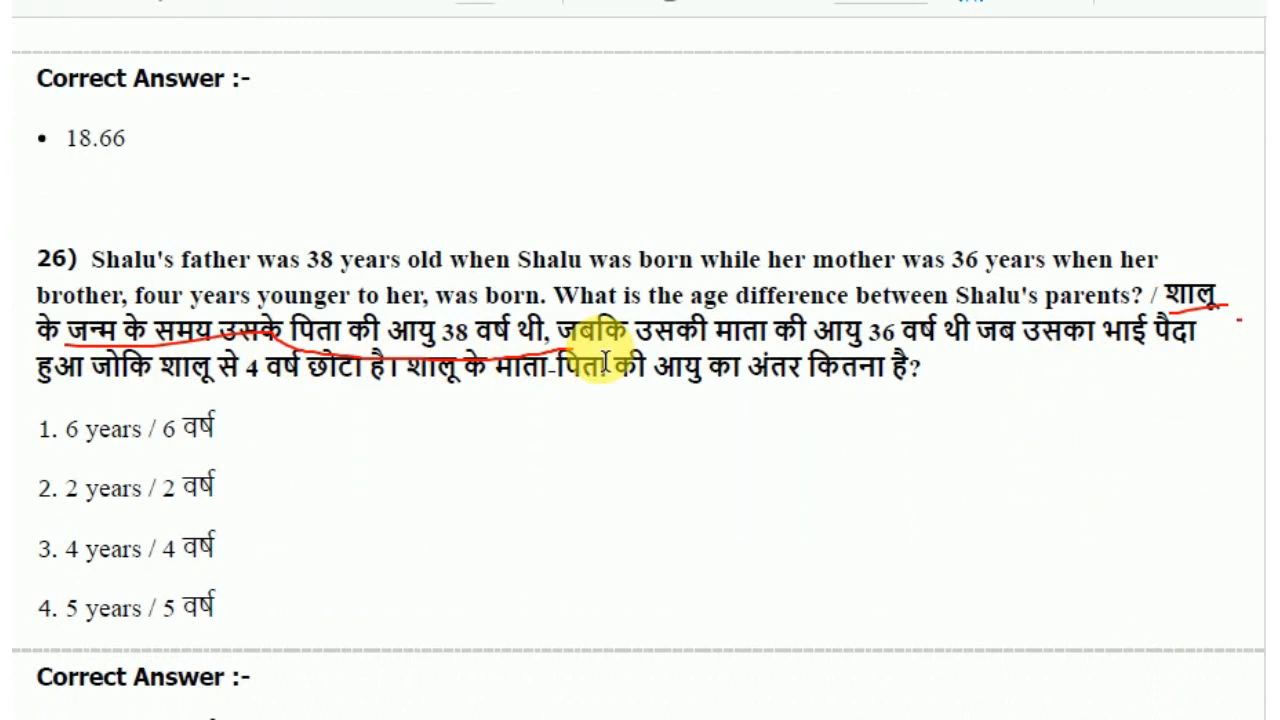 Correct Answer :-
• 18.66
26) Shalu's father was 38 years old when Shalu was born while her mother was 36 years when her
brother, four years younger to her, was born. What is the age difference between Shalu's parents? / शालू
के जन्म के समय उसके पिता की आयु 38 वर्ष थी, जबकि उसकी माता की आयु 36 वर्ष थी जब उसका भाई पैदा
हुआ जोकि शालू से 4 वर्ष छोटा है। शालू के माता-पिता की आयु का अंतर कितना है?
1. 6 years / 6 वर्ष
2. 2 years / 2 वर्ष
3. 4 years / 4 वर्ष
4. 5 years / 5 वर्ष
Correct Answer :-